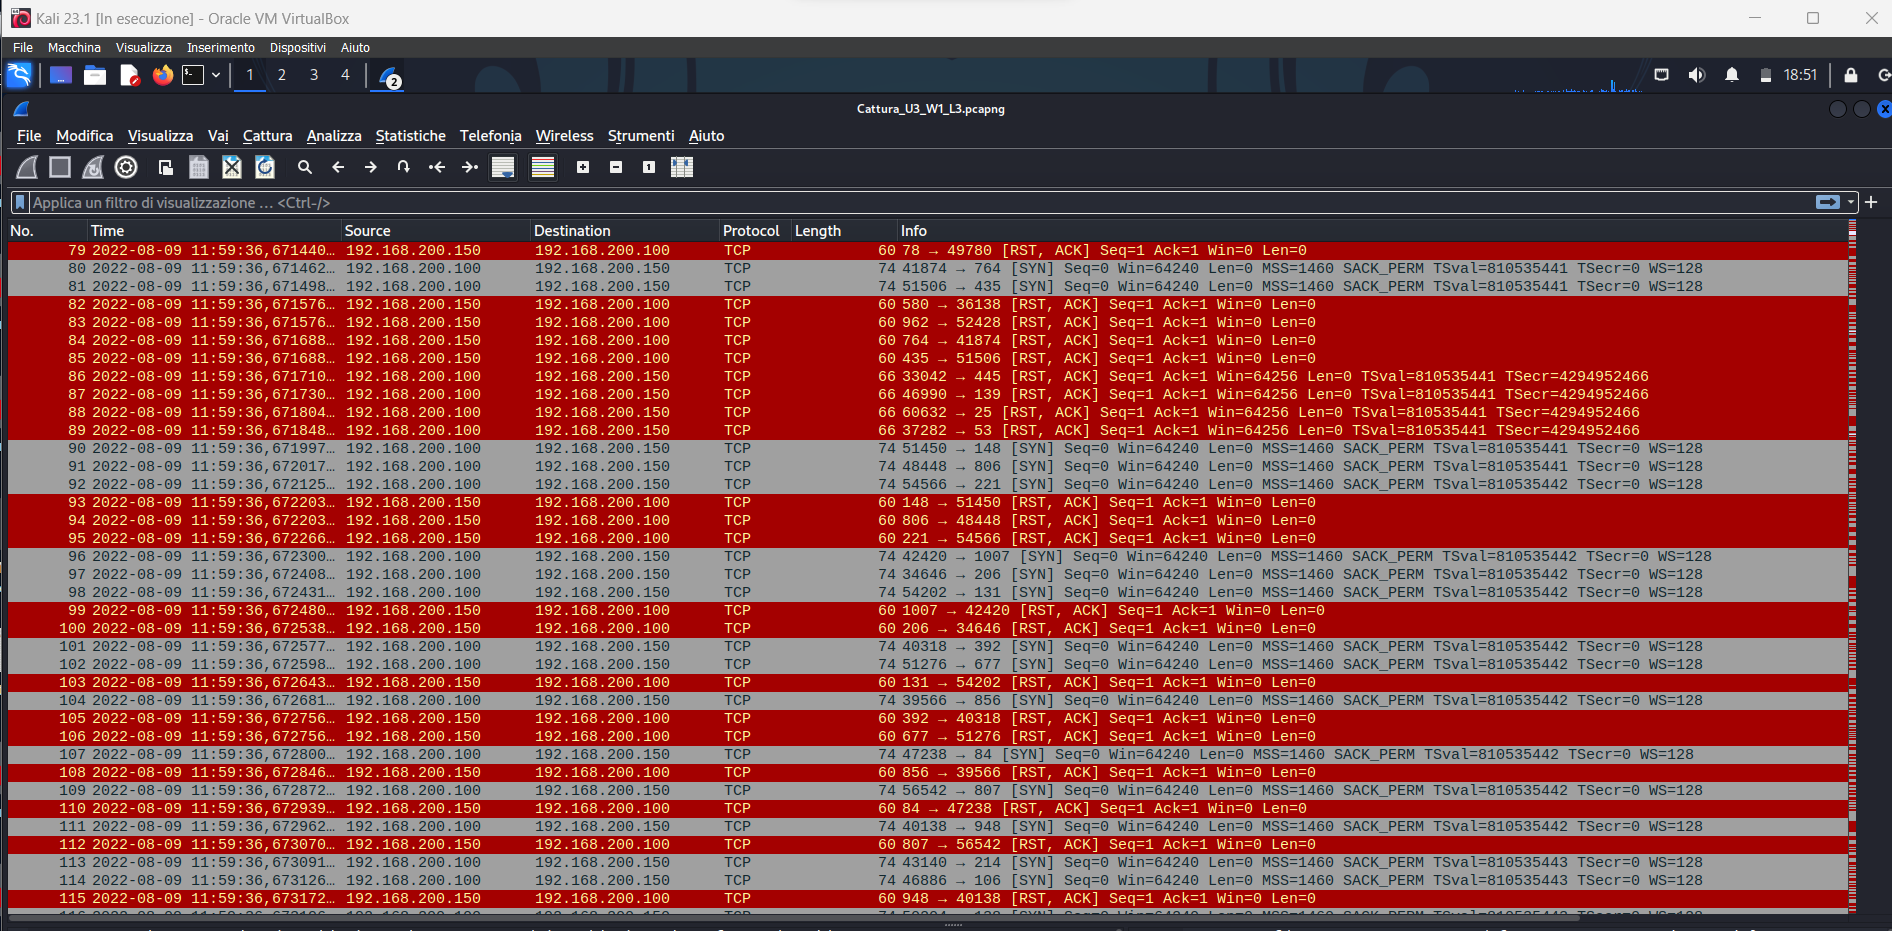 Kali 23.1 [In esecuzione] - Oracle VM VirtualBox
File Macchina Visualizza Inserimento Dispositivi Aiuto
1 2 3 4 2 18:51
Cattura_U3_W1_L3.pcapng
File Modifica Visualizza Vai Cattura Analizza Statistiche Telefonia Wireless Strumenti Aiuto
Applica un filtro di visualizzazione … <Ctrl-/>
No. Time Source Destination Protocol Length Info
79 2022-08-09 11:59:36,671440… 192.168.200.150 192.168.200.100 TCP 60 78 → 49780 [RST, ACK] Seq=1 Ack=1 Win=0 Len=0
80 2022-08-09 11:59:36,671462… 192.168.200.100 192.168.200.150 TCP 74 41874 → 764 [SYN] Seq=0 Win=64240 Len=0 MSS=1460 SACK_PERM TSval=810535441 TSecr=0 WS=128
81 2022-08-09 11:59:36,671498… 192.168.200.100 192.168.200.150 TCP 74 51506 → 435 [SYN] Seq=0 Win=64240 Len=0 MSS=1460 SACK_PERM TSval=810535441 TSecr=0 WS=128
82 2022-08-09 11:59:36,671576… 192.168.200.150 192.168.200.100 TCP 60 580 → 36138 [RST, ACK] Seq=1 Ack=1 Win=0 Len=0
83 2022-08-09 11:59:36,671576… 192.168.200.150 192.168.200.100 TCP 60 962 → 52428 [RST, ACK] Seq=1 Ack=1 Win=0 Len=0
84 2022-08-09 11:59:36,671688… 192.168.200.150 192.168.200.100 TCP 60 764 → 41874 [RST, ACK] Seq=1 Ack=1 Win=0 Len=0
85 2022-08-09 11:59:36,671688… 192.168.200.150 192.168.200.100 TCP 60 435 → 51506 [RST, ACK] Seq=1 Ack=1 Win=0 Len=0
86 2022-08-09 11:59:36,671710… 192.168.200.100 192.168.200.150 TCP 66 33042 → 445 [RST, ACK] Seq=1 Ack=1 Win=64256 Len=0 TSval=810535441 TSecr=4294952466
87 2022-08-09 11:59:36,671730… 192.168.200.100 192.168.200.150 TCP 66 46990 → 139 [RST, ACK] Seq=1 Ack=1 Win=64256 Len=0 TSval=810535441 TSecr=4294952466
88 2022-08-09 11:59:36,671804… 192.168.200.100 192.168.200.150 TCP 66 60632 → 25 [RST, ACK] Seq=1 Ack=1 Win=64256 Len=0 TSval=810535441 TSecr=4294952466
89 2022-08-09 11:59:36,671848… 192.168.200.100 192.168.200.150 TCP 66 37282 → 53 [RST, ACK] Seq=1 Ack=1 Win=64256 Len=0 TSval=810535441 TSecr=4294952466
90 2022-08-09 11:59:36,671997… 192.168.200.100 192.168.200.150 TCP 74 51450 → 148 [SYN] Seq=0 Win=64240 Len=0 MSS=1460 SACK_PERM TSval=810535441 TSecr=0 WS=128
91 2022-08-09 11:59:36,672017… 192.168.200.100 192.168.200.150 TCP 74 48448 → 806 [SYN] Seq=0 Win=64240 Len=0 MSS=1460 SACK_PERM TSval=810535441 TSecr=0 WS=128
92 2022-08-09 11:59:36,672125… 192.168.200.100 192.168.200.150 TCP 74 54566 → 221 [SYN] Seq=0 Win=64240 Len=0 MSS=1460 SACK_PERM TSval=810535442 TSecr=0 WS=128
93 2022-08-09 11:59:36,672203… 192.168.200.150 192.168.200.100 TCP 60 148 → 51450 [RST, ACK] Seq=1 Ack=1 Win=0 Len=0
94 2022-08-09 11:59:36,672203… 192.168.200.150 192.168.200.100 TCP 60 806 → 48448 [RST, ACK] Seq=1 Ack=1 Win=0 Len=0
95 2022-08-09 11:59:36,672266… 192.168.200.150 192.168.200.100 TCP 60 221 → 54566 [RST, ACK] Seq=1 Ack=1 Win=0 Len=0
96 2022-08-09 11:59:36,672300… 192.168.200.100 192.168.200.150 TCP 74 42420 → 1007 [SYN] Seq=0 Win=64240 Len=0 MSS=1460 SACK_PERM TSval=810535442 TSecr=0 WS=128
97 2022-08-09 11:59:36,672408… 192.168.200.100 192.168.200.150 TCP 74 34646 → 206 [SYN] Seq=0 Win=64240 Len=0 MSS=1460 SACK_PERM TSval=810535442 TSecr=0 WS=128
98 2022-08-09 11:59:36,672431… 192.168.200.100 192.168.200.150 TCP 74 54202 → 131 [SYN] Seq=0 Win=64240 Len=0 MSS=1460 SACK_PERM TSval=810535442 TSecr=0 WS=128
99 2022-08-09 11:59:36,672480… 192.168.200.150 192.168.200.100 TCP 60 1007 → 42420 [RST, ACK] Seq=1 Ack=1 Win=0 Len=0
100 2022-08-09 11:59:36,672538… 192.168.200.150 192.168.200.100 TCP 60 206 → 34646 [RST, ACK] Seq=1 Ack=1 Win=0 Len=0
101 2022-08-09 11:59:36,672577… 192.168.200.100 192.168.200.150 TCP 74 40318 → 392 [SYN] Seq=0 Win=64240 Len=0 MSS=1460 SACK_PERM TSval=810535442 TSecr=0 WS=128
102 2022-08-09 11:59:36,672598… 192.168.200.100 192.168.200.150 TCP 74 51276 → 677 [SYN] Seq=0 Win=64240 Len=0 MSS=1460 SACK_PERM TSval=810535442 TSecr=0 WS=128
103 2022-08-09 11:59:36,672643… 192.168.200.150 192.168.200.100 TCP 60 131 → 54202 [RST, ACK] Seq=1 Ack=1 Win=0 Len=0
104 2022-08-09 11:59:36,672681… 192.168.200.100 192.168.200.150 TCP 74 39566 → 856 [SYN] Seq=0 Win=64240 Len=0 MSS=1460 SACK_PERM TSval=810535442 TSecr=0 WS=128
105 2022-08-09 11:59:36,672756… 192.168.200.150 192.168.200.100 TCP 60 392 → 40318 [RST, ACK] Seq=1 Ack=1 Win=0 Len=0
106 2022-08-09 11:59:36,672756… 192.168.200.150 192.168.200.100 TCP 60 677 → 51276 [RST, ACK] Seq=1 Ack=1 Win=0 Len=0
107 2022-08-09 11:59:36,672800… 192.168.200.100 192.168.200.150 TCP 74 47238 → 84 [SYN] Seq=0 Win=64240 Len=0 MSS=1460 SACK_PERM TSval=810535442 TSecr=0 WS=128
108 2022-08-09 11:59:36,672846… 192.168.200.150 192.168.200.100 TCP 60 856 → 39566 [RST, ACK] Seq=1 Ack=1 Win=0 Len=0
109 2022-08-09 11:59:36,672872… 192.168.200.100 192.168.200.150 TCP 74 56542 → 807 [SYN] Seq=0 Win=64240 Len=0 MSS=1460 SACK_PERM TSval=810535442 TSecr=0 WS=128
110 2022-08-09 11:59:36,672939… 192.168.200.150 192.168.200.100 TCP 60 84 → 47238 [RST, ACK] Seq=1 Ack=1 Win=0 Len=0
111 2022-08-09 11:59:36,672962… 192.168.200.100 192.168.200.150 TCP 74 40138 → 948 [SYN] Seq=0 Win=64240 Len=0 MSS=1460 SACK_PERM TSval=810535442 TSecr=0 WS=128
112 2022-08-09 11:59:36,673070… 192.168.200.150 192.168.200.100 TCP 60 807 → 56542 [RST, ACK] Seq=1 Ack=1 Win=0 Len=0
113 2022-08-09 11:59:36,673091… 192.168.200.100 192.168.200.150 TCP 74 43140 → 214 [SYN] Seq=0 Win=64240 Len=0 MSS=1460 SACK_PERM TSval=810535443 TSecr=0 WS=128
114 2022-08-09 11:59:36,673126… 192.168.200.100 192.168.200.150 TCP 74 46886 → 106 [SYN] Seq=0 Win=64240 Len=0 MSS=1460 SACK_PERM TSval=810535443 TSecr=0 WS=128
115 2022-08-09 11:59:36,673172… 192.168.200.150 192.168.200.100 TCP 60 948 → 40138 [RST, ACK] Seq=1 Ack=1 Win=0 Len=0